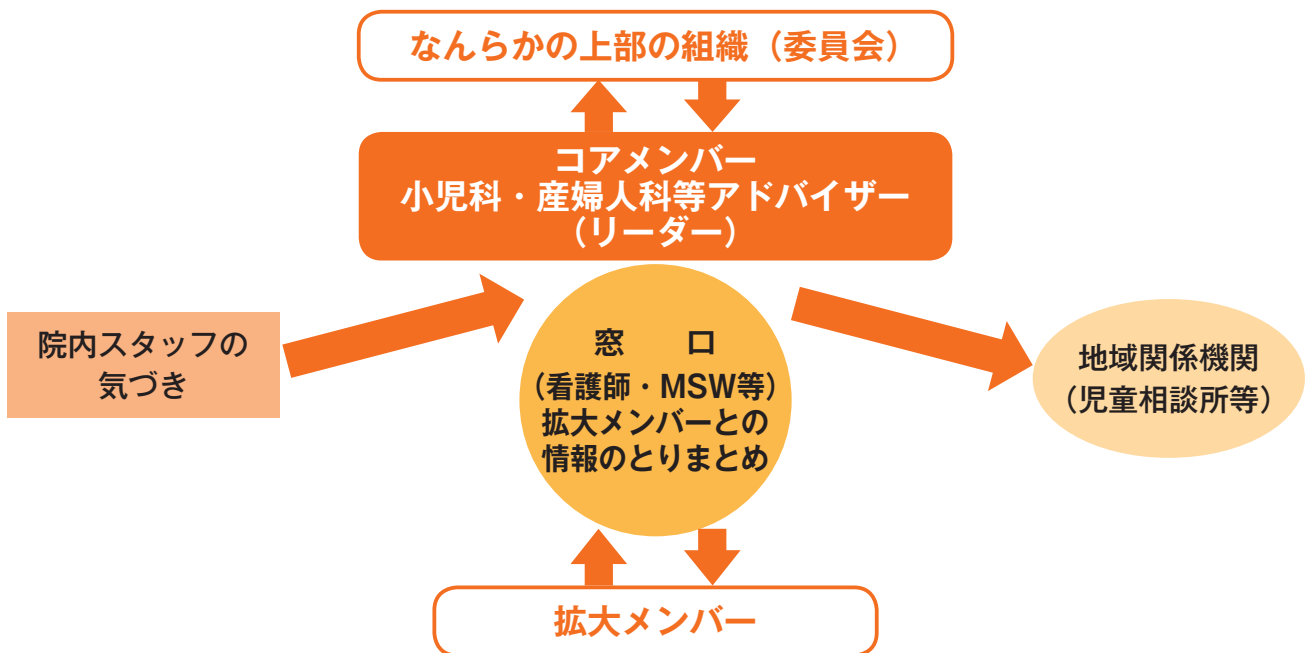 なんらかの上部の組織（委員会）
コアメンバー
小児科・産婦人科等アドバイザー
（リーダー）
院内スタッフの
気づき
窓　口
（看護師・MSW等）
拡大メンバーとの
情報のとりまとめ
地域関係機関
（児童相談所等）
拡大メンバー